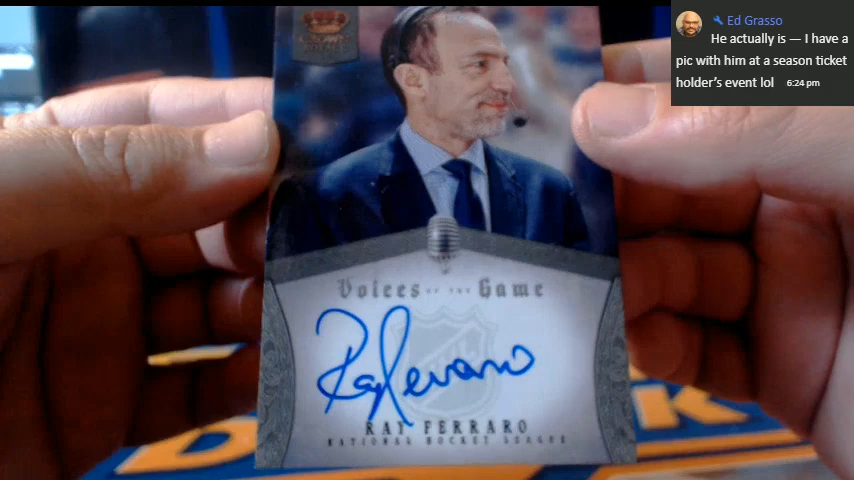 Ed Grasso
He actually is — I have a
pic with him at a season ticket
holder's event lol 6:24 pm
Voices OF THE Game
Ray Ferraro
RAY FERRARO
NATIONAL HOCKEY LEAGUE